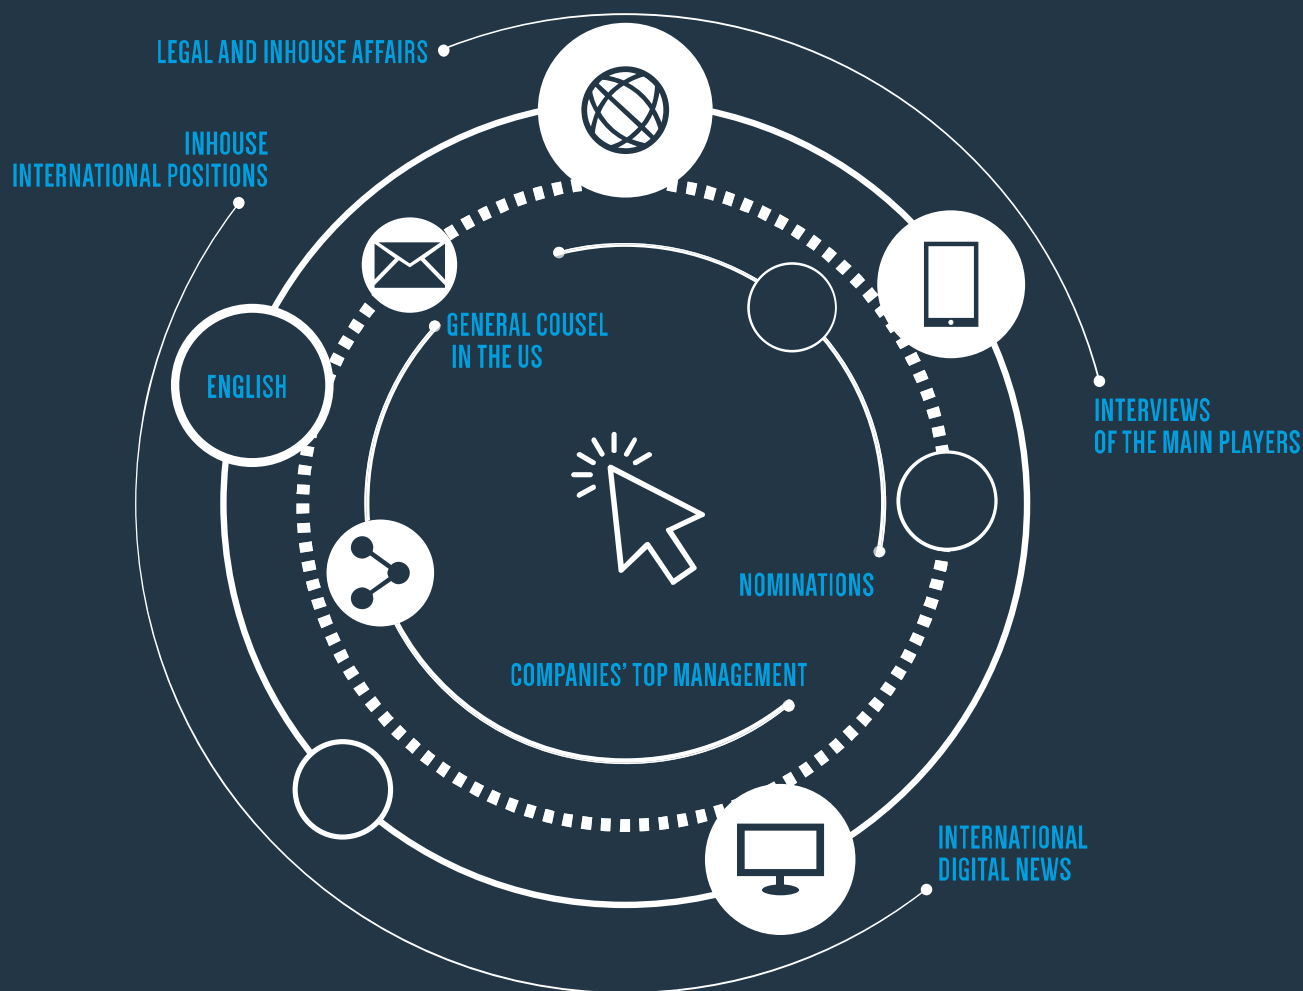 LEGAL AND INHOUSE AFFAIRS
INHOUSE
INTERNATIONAL POSITIONS
GENERAL COUSEL
IN THE US
ENGLISH
INTERVIEWS
OF THE MAIN PLAYERS
NOMINATIONS
COMPANIES’ TOP MANAGEMENT
INTERNATIONAL
DIGITAL NEWS